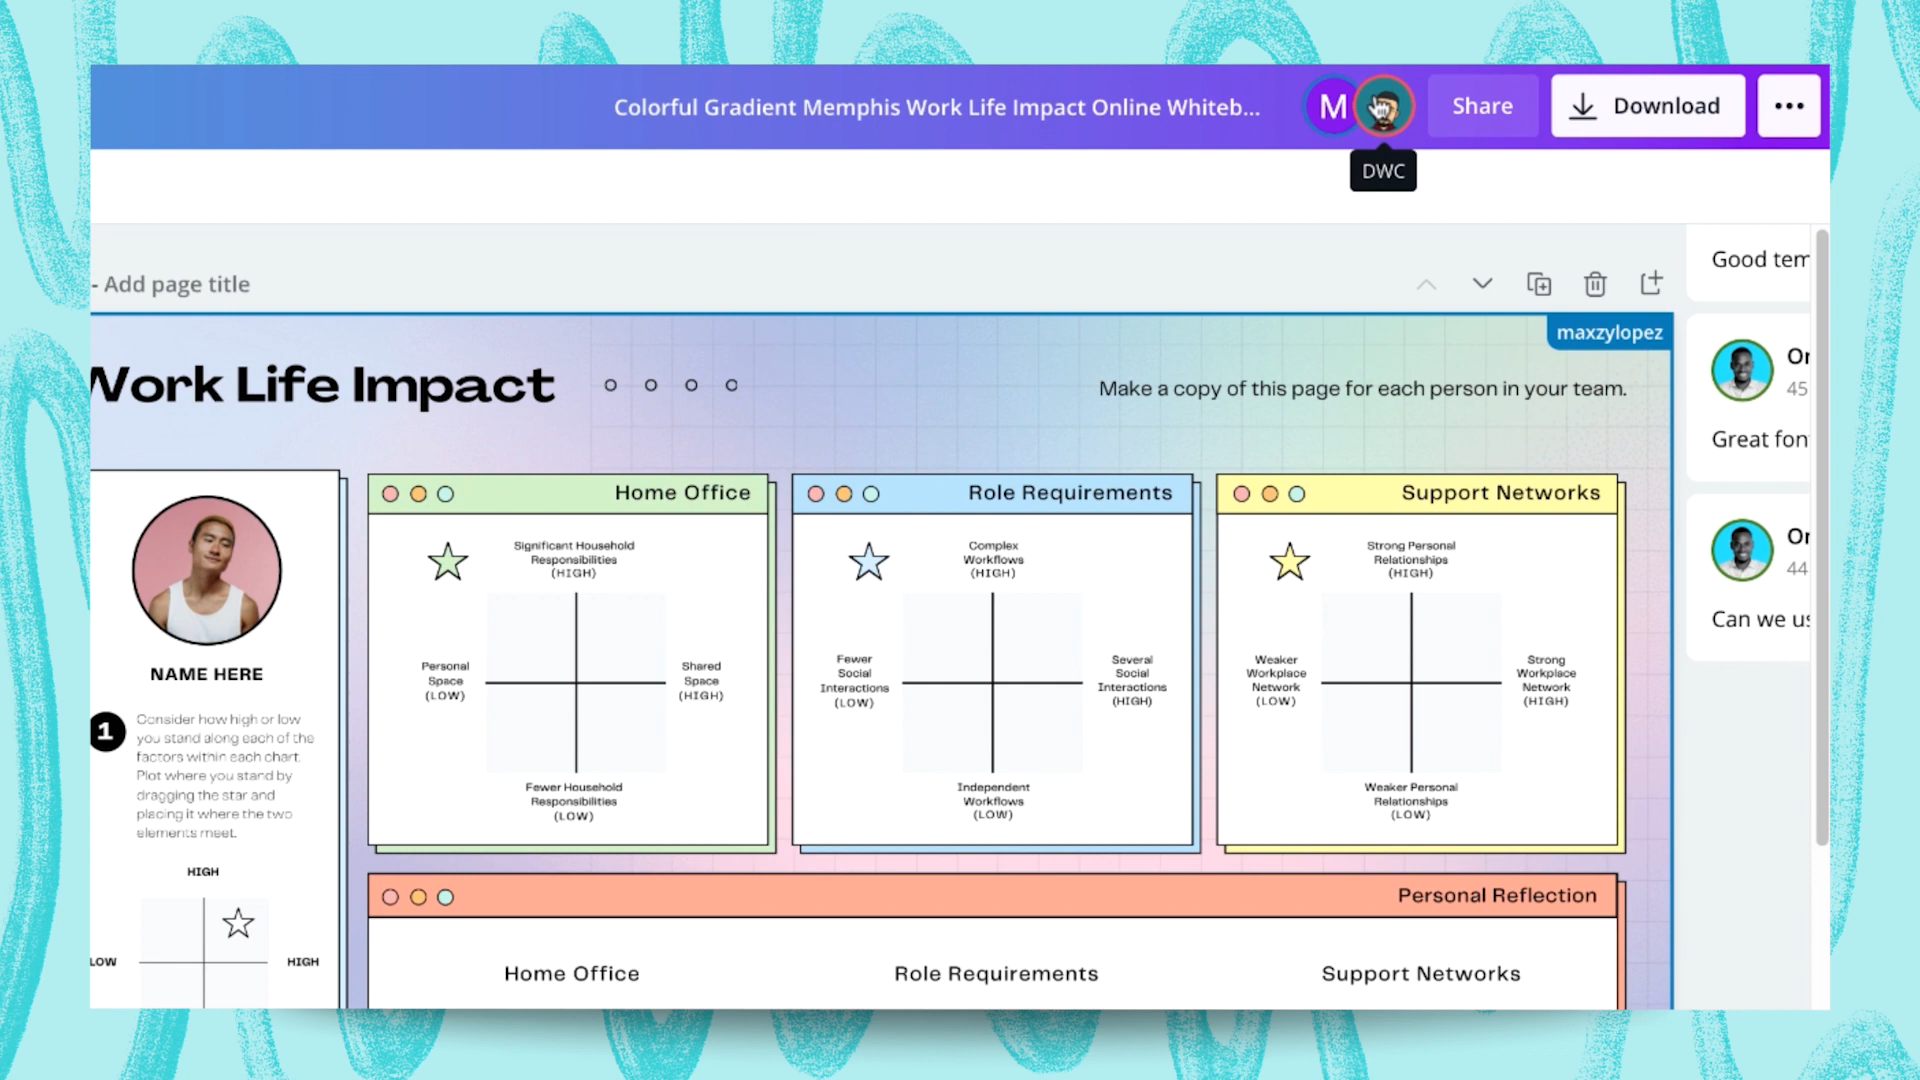 Colorful Gradient Memphis Work Life Impact Online Whiteb...
M
Share
Download
DWC
- Add page title
maxzylopez
Work Life Impact
Make a copy of this page for each person in your team.
NAME HERE
1
Consider how high or low
you stand along each of the
factors within each chart.
Plot where you stand by
dragging the star and
placing it where the two
elements meet.
HIGH
LOW
HIGH
Home Office
Significant Household
Responsibilities
(HIGH)
Personal
Space
(LOW)
Shared
Space
(HIGH)
Fewer Household
Responsibilities
(LOW)
Role Requirements
Complex
Workflows
(HIGH)
Fewer
Social
Interactions
(LOW)
Several
Social
Interactions
(HIGH)
Independent
Workflows
(LOW)
Support Networks
Strong Personal
Relationships
(HIGH)
Weaker
Workplace
Network
(LOW)
Strong
Workplace
Network
(HIGH)
Weaker Personal
Relationships
(LOW)
Personal Reflection
Home Office
Role Requirements
Support Networks
Good tem
Or
45
Great fon
Or
44
Can we us